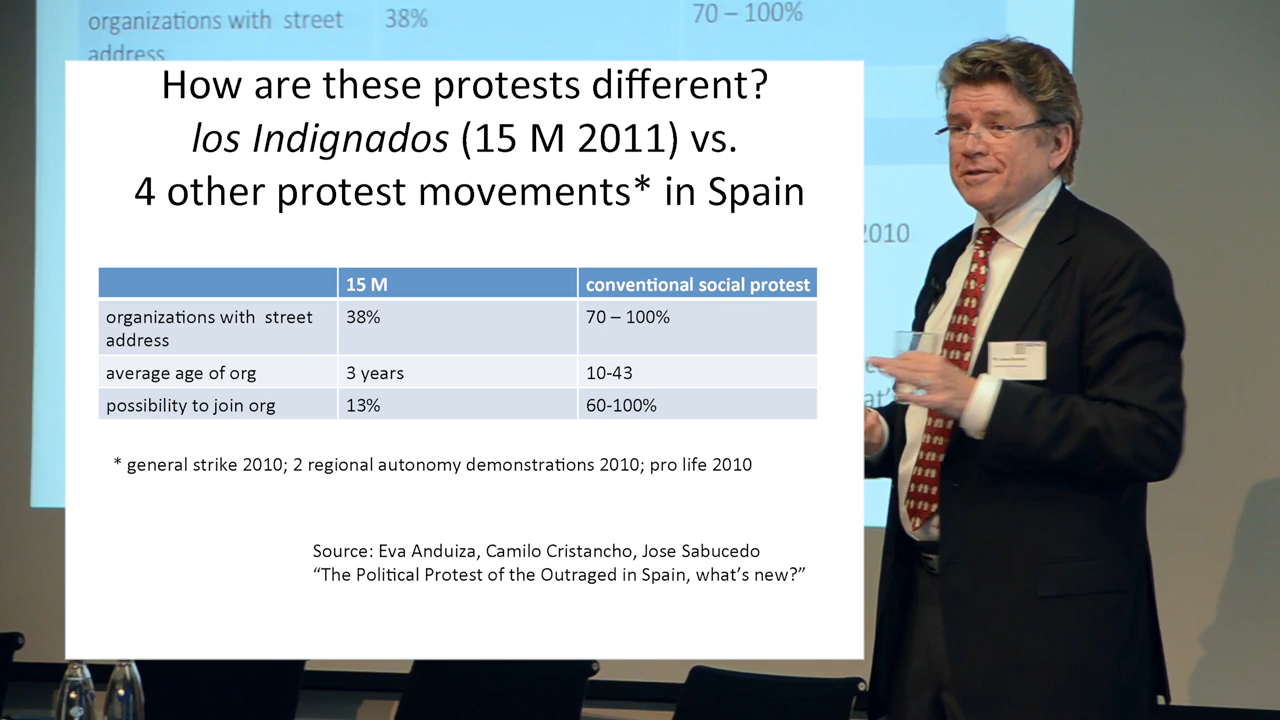 organizations with street
38%
70 – 100%
address
How are these protests different?
los Indignados (15 M 2011) vs.
4 other protest movements* in Spain
15 M
conventional social protest
organizations with street
38%
70 – 100%
address
average age of org
3 years
10-43
possibility to join org
13%
60-100%
* general strike 2010; 2 regional autonomy demonstrations 2010; pro life 2010
Source: Eva Anduiza, Camilo Cristancho, Jose Sabucedo
“The Political Protest of the Outraged in Spain, what’s new?”
2010